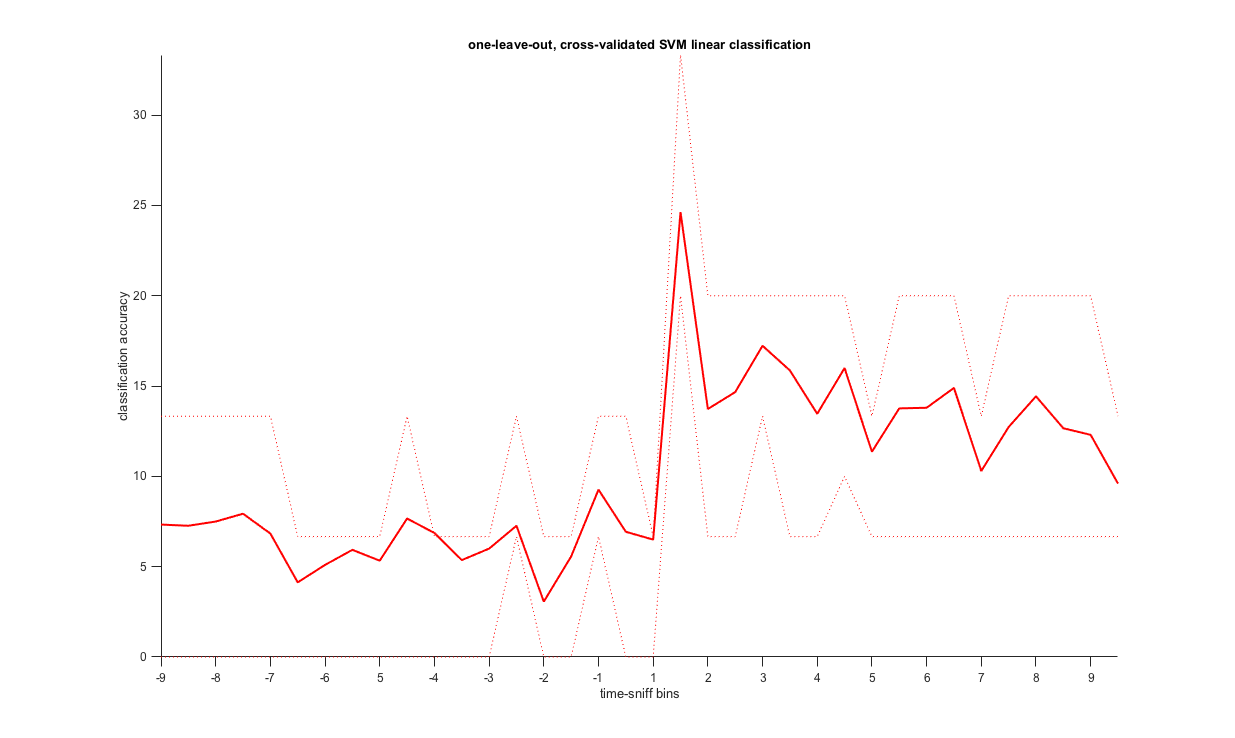 one-leave-out, cross-validated SVM linear classification
30
25
20
15
10
5
0
classification accuracy
-9 -8 -7 -6 5 -4 -3 -2 -1 1 2 3 4 5 6 7 8 9
time-sniff bins